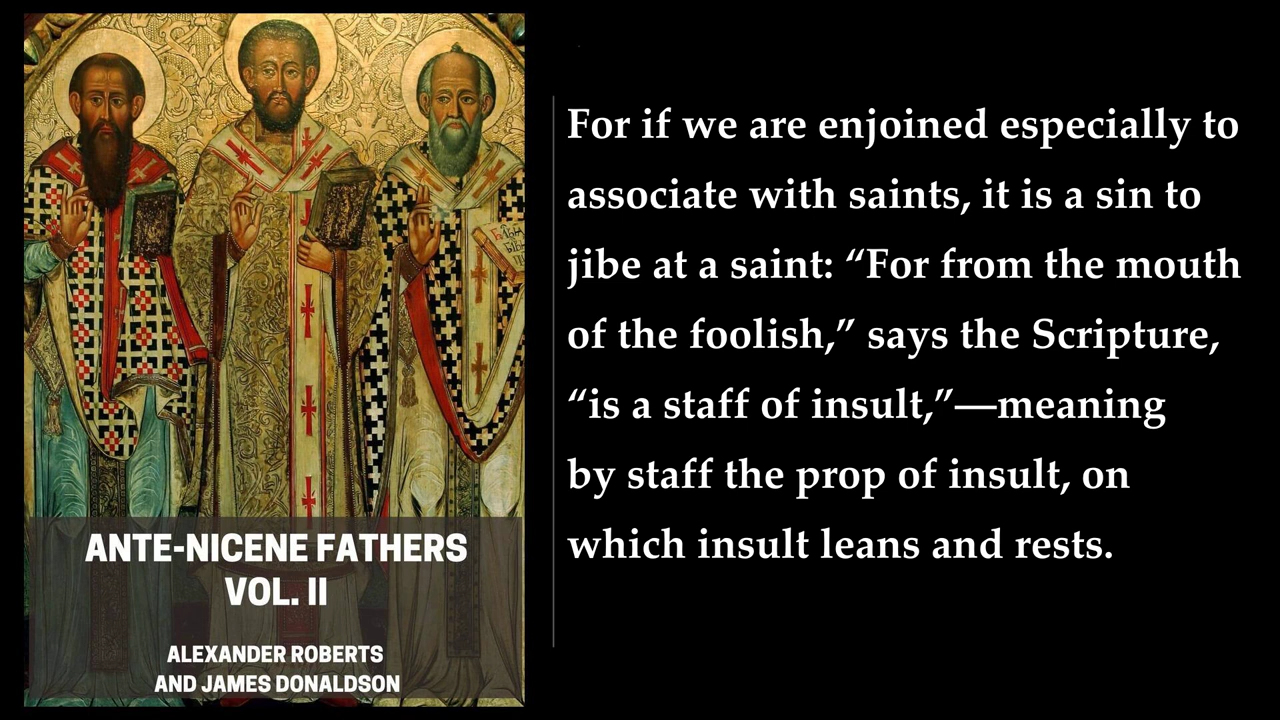 ANTE-NICENE FATHERS
VOL. II
ALEXANDER ROBERTS
AND JAMES DONALDSON
For if we are enjoined especially to
associate with saints, it is a sin to
jibe at a saint: “For from the mouth
of the foolish,” says the Scripture,
“is a staff of insult,”—meaning
by staff the prop of insult, on
which insult leans and rests.